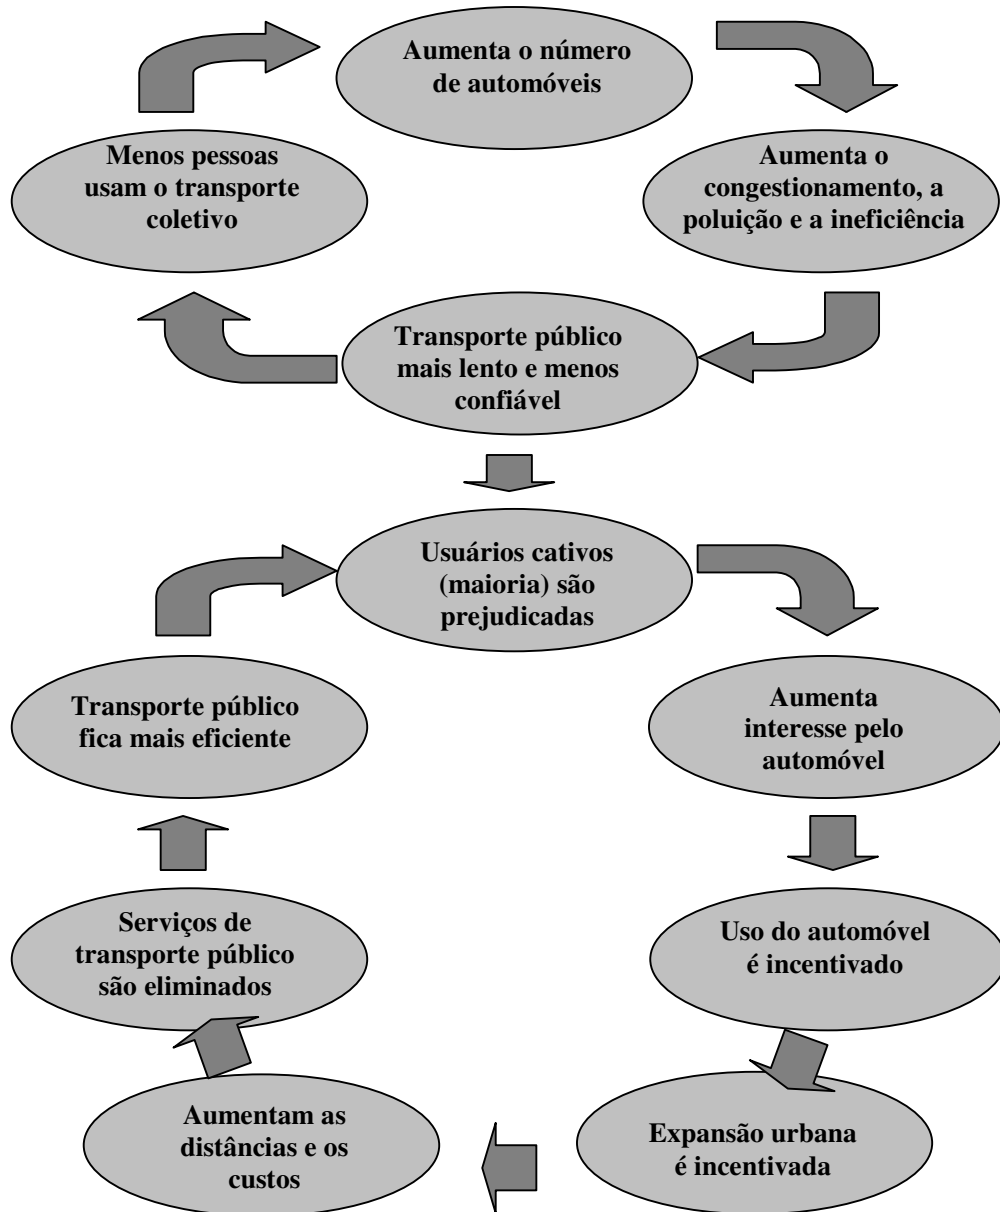 Aumenta o número
de automóveis
Menos pessoas
usam o transporte
coletivo
Aumenta o
congestionamento, a
poluição e a ineficiência
Transporte público
mais lento e menos
confiável
Usuários cativos
(maioria) são
prejudicadas
Transporte público
fica mais eficiente
Aumenta
interesse pelo
automóvel
Serviços de
transporte público
são eliminados
Uso do automóvel
é incentivado
Aumentam as
distâncias e os
custos
Expansão urbana
é incentivada